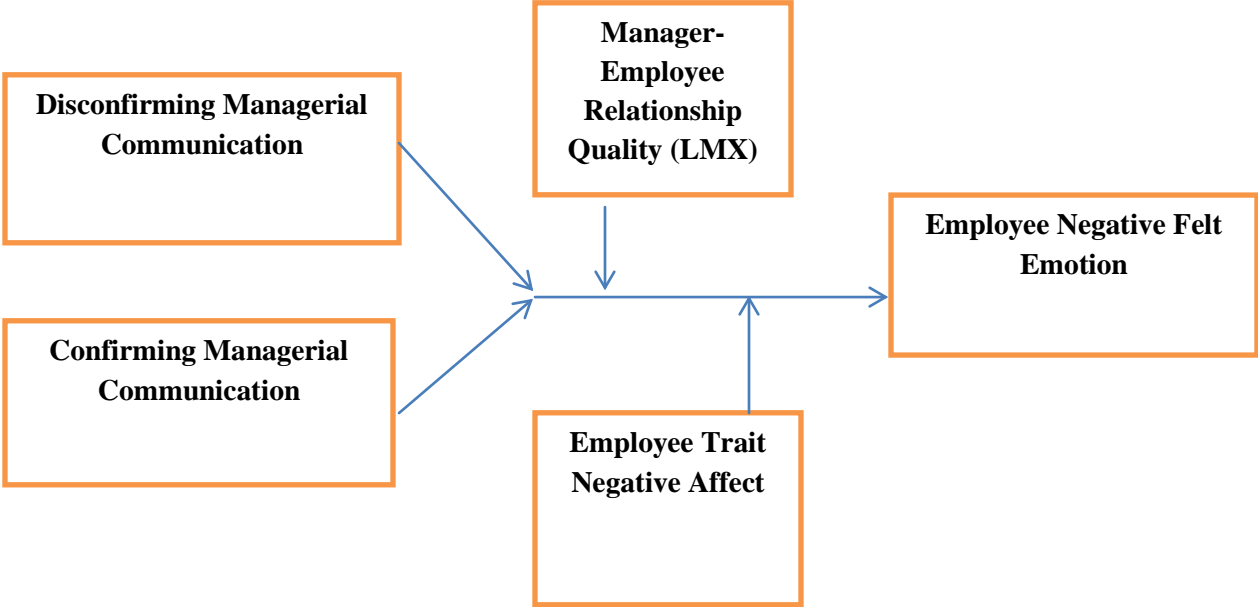 Disconfirming Managerial
Communication
Manager-
Employee
Relationship
Quality (LMX)
Employee Negative Felt
Emotion
Confirming Managerial
Communication
Employee Trait
Negative Affect